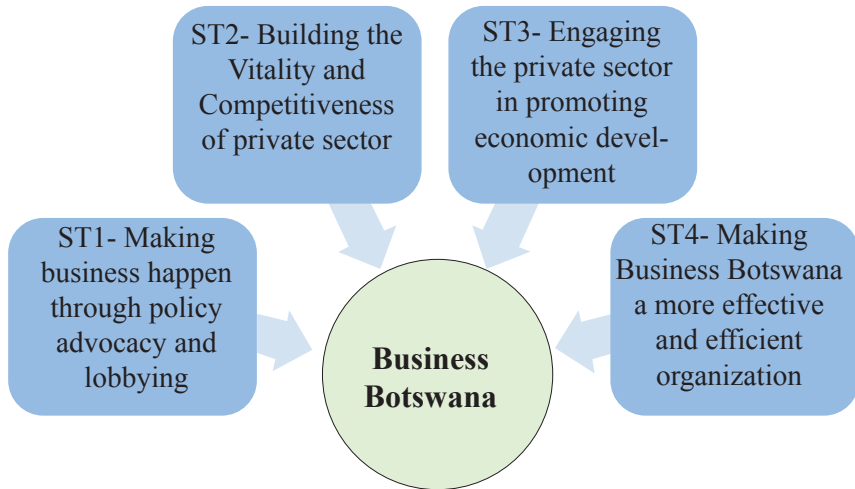 ST1- Making
business happen
through policy
advocacy and
lobbying
ST2- Building the
Vitality and
Competitiveness
of private sector
ST3- Engaging
the private sector
in promoting
economic devel-
opment
ST4- Making
Business Botswana
a more effective
and efficient
organization
Business
Botswana